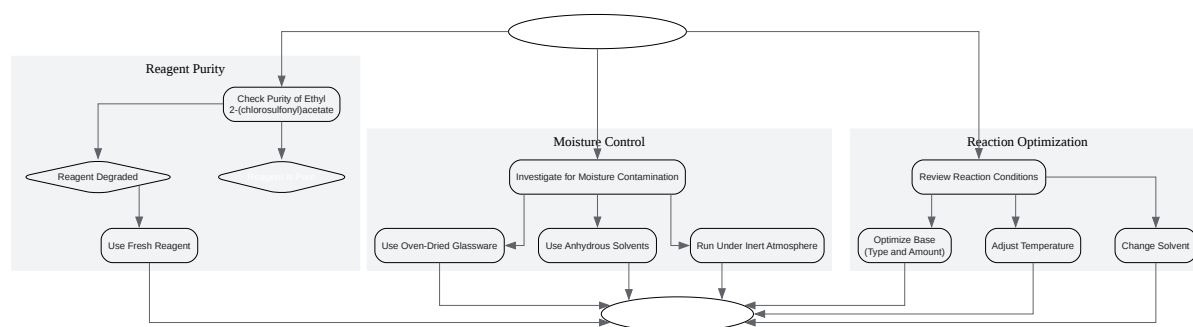 Reagent Purity
Check Purity of Ethyl
2-(chlorosulfonyl)acetate
Reagent Degraded
Use Fresh Reagent
Moisture Control
Investigate for Moisture Contamination
Use Oven-Dried Glassware
Use Anhydrous Solvents
Run Under Inert Atmosphere
Reaction Optimization
Review Reaction Conditions
Optimize Base
(Type and Amount)
Adjust Temperature
Change Solvent